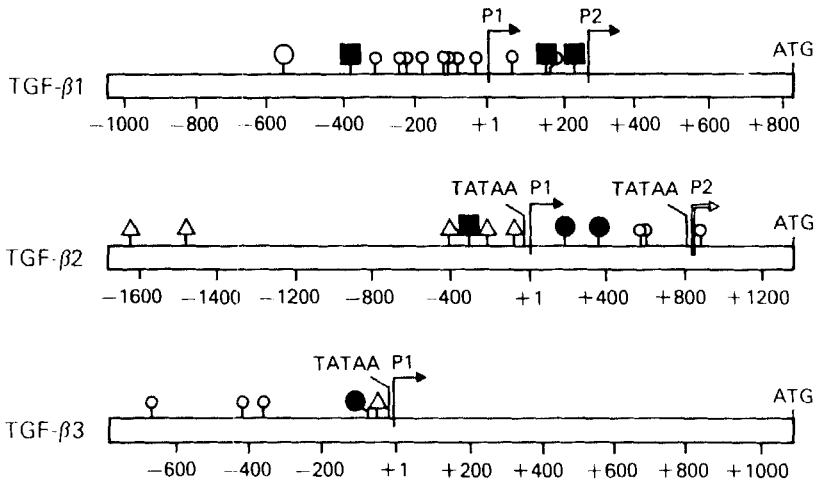 P1 P2
ATG
TGF-β1
−1000 −800 −600 −400 −200 +1 +200 +400 +600 +800
TATAA P1 TATAA P2
ATG
TGF-β2
−1600 −1400 −1200 −800 −400 +1 +400 +800 +1200
TATAA P1
ATG
TGF-β3
−600 −400 −200 +1 +200 +400 +600 +800 +1000